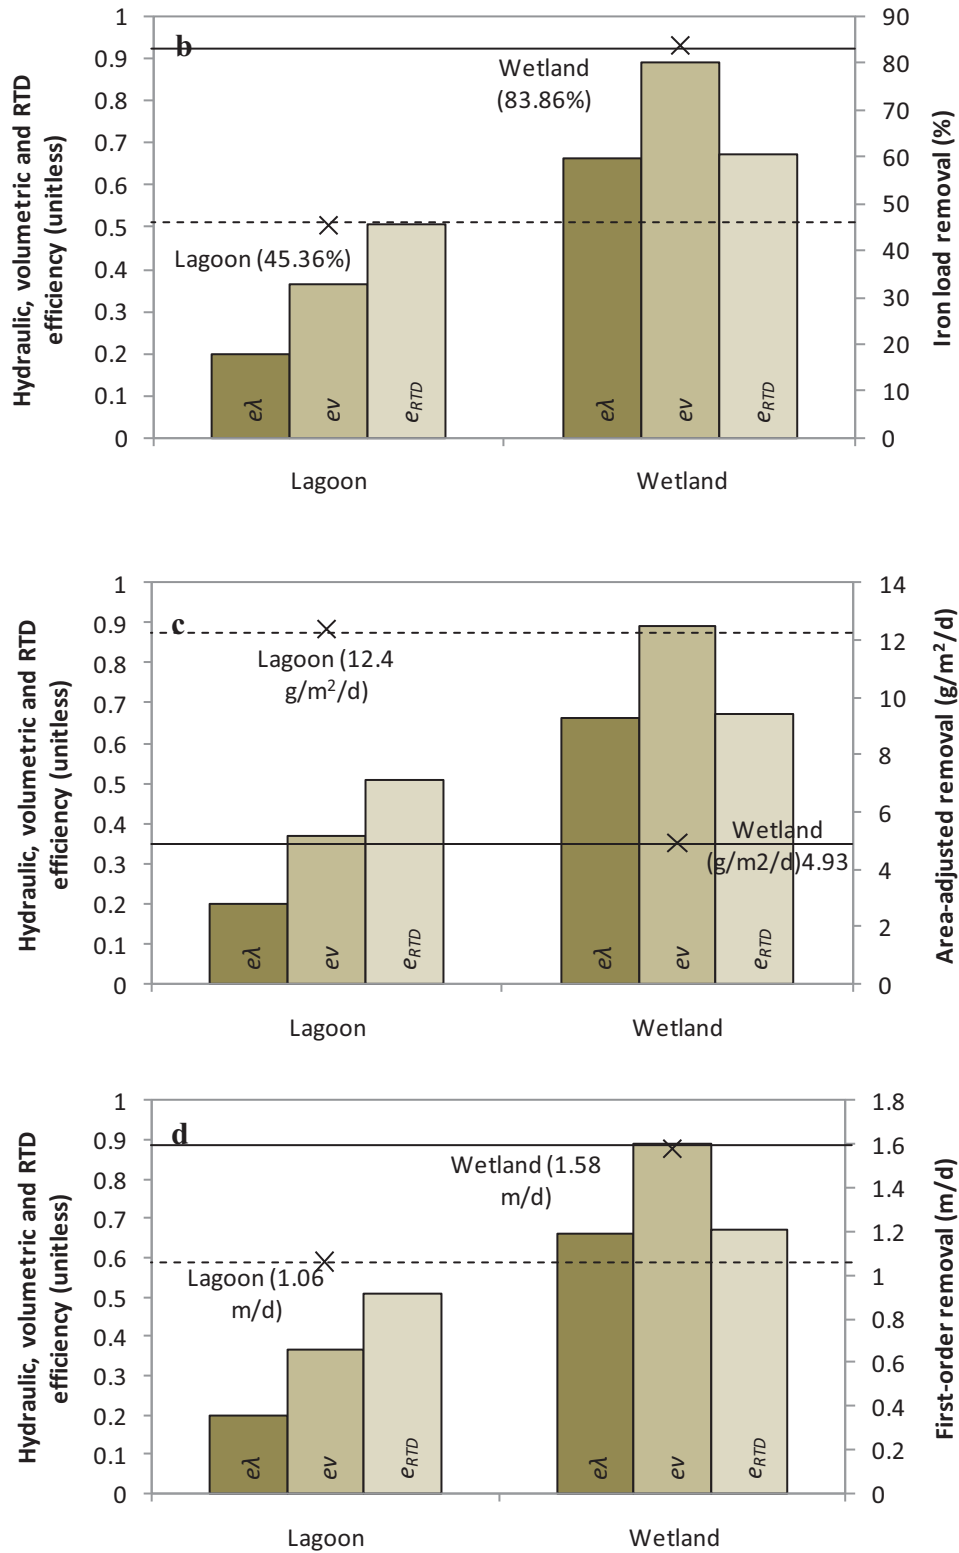 Hydraulic, volumetric and RTD
efficiency (unitless)
1
0.9
0.8
0.7
0.6
0.5
0.4
0.3
0.2
0.1
0
b
Wetland
(83.86%)
Lagoon (45.36%)
eλ
ev
eRTD
eλ
ev
eRTD
90
80
70
60
50
40
30
20
10
0
Iron load removal (%)
Lagoon
Wetland
Hydraulic, volumetric and RTD
efficiency (unitless)
1
0.9
0.8
0.7
0.6
0.5
0.4
0.3
0.2
0.1
0
c
Lagoon (12.4
g/m²/d)
Wetland
(g/m2/d)4.93
eλ
ev
eRTD
eλ
ev
eRTD
14
12
10
8
6
4
2
0
Area-adjusted removal (g/m²/d)
Lagoon
Wetland
Hydraulic, volumetric and RTD
efficiency (unitless)
1
0.9
0.8
0.7
0.6
0.5
0.4
0.3
0.2
0.1
0
d
Wetland (1.58
m/d)
Lagoon (1.06
m/d)
eλ
ev
eRTD
eλ
ev
eRTD
1.8
1.6
1.4
1.2
1
0.8
0.6
0.4
0.2
0
First-order removal (m/d)
Lagoon
Wetland